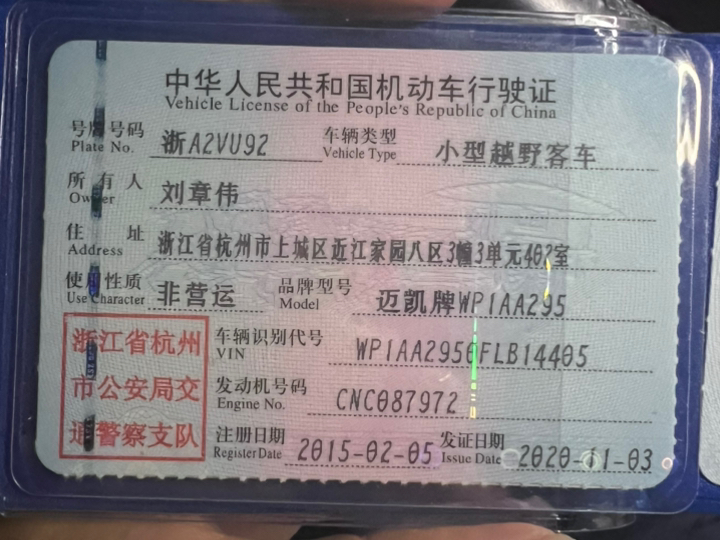 中华人民共和国机动车行驶证
Vehicle License of the People's Republic of China
号牌号码 浙A2VU92 车辆类型 小型越野客车
Plate No. Vehicle Type
所有人 刘章伟
Owner
住址 浙江省杭州市上城区近江家园八区3幢3单元402室
Address
使用性质 非营运 品牌型号 迈凯牌WP1AA295
Use Character Model
浙江省杭州
市公安局交
通警察支队
车辆识别代号 WP1AA2950FLB14405
VIN
发动机号码 CNC087972
Engine No.
注册日期 2015-02-05 发证日期 2020-11-03
Register Date Issue Date